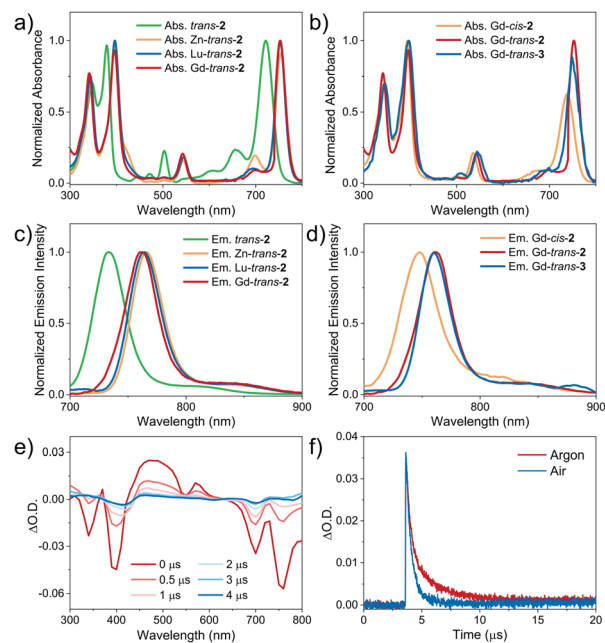 a)
Abs. trans-2
Abs. Zn-trans-2
Abs. Lu-trans-2
Abs. Gd-trans-2
Normalized Absorbance
1.0
0.5
0.0
300 500 700
Wavelength (nm)
b)
Abs. Gd-cis-2
Abs. Gd-trans-2
Abs. Gd-trans-3
Normalized Absorbance
1.0
0.5
0.0
300 500 700
Wavelength (nm)
c)
Em. trans-2
Em. Zn-trans-2
Em. Lu-trans-2
Em. Gd-trans-2
Normalized Emission Intensity
1.0
0.5
0.0
700 800 900
Wavelength (nm)
d)
Em. Gd-cis-2
Em. Gd-trans-2
Em. Gd-trans-3
Normalized Emission Intensity
1.0
0.5
0.0
700 800 900
Wavelength (nm)
e)
ΔO.D.
0.03
0.00
-0.03
-0.06
0 μs 2 μs
0.5 μs 3 μs
1 μs 4 μs
300 400 500 600 700 800
Wavelength (nm)
f)
Argon
Air
ΔO.D.
0.04
0.03
0.02
0.01
0.00
0 5 10 15 20
Time (μs)